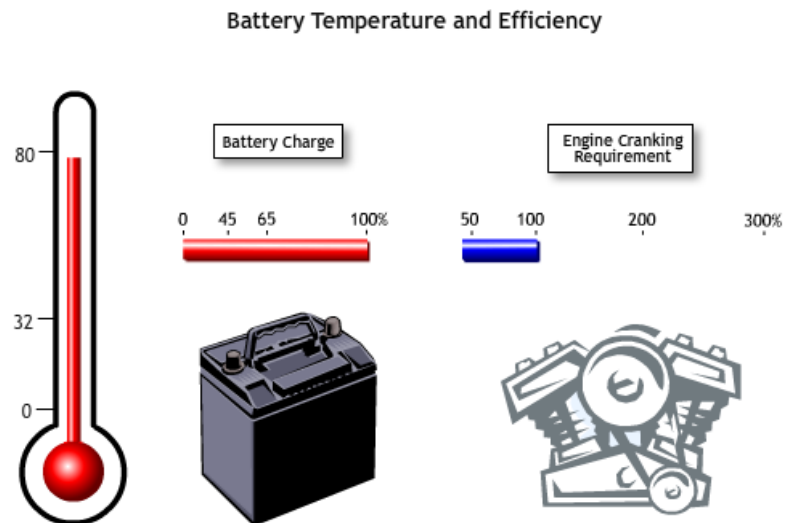 Battery Temperature and Efficiency
Battery Charge
Engine Cranking
Requirement
80
0 45 65 100%
50 100 200 300%
32
0